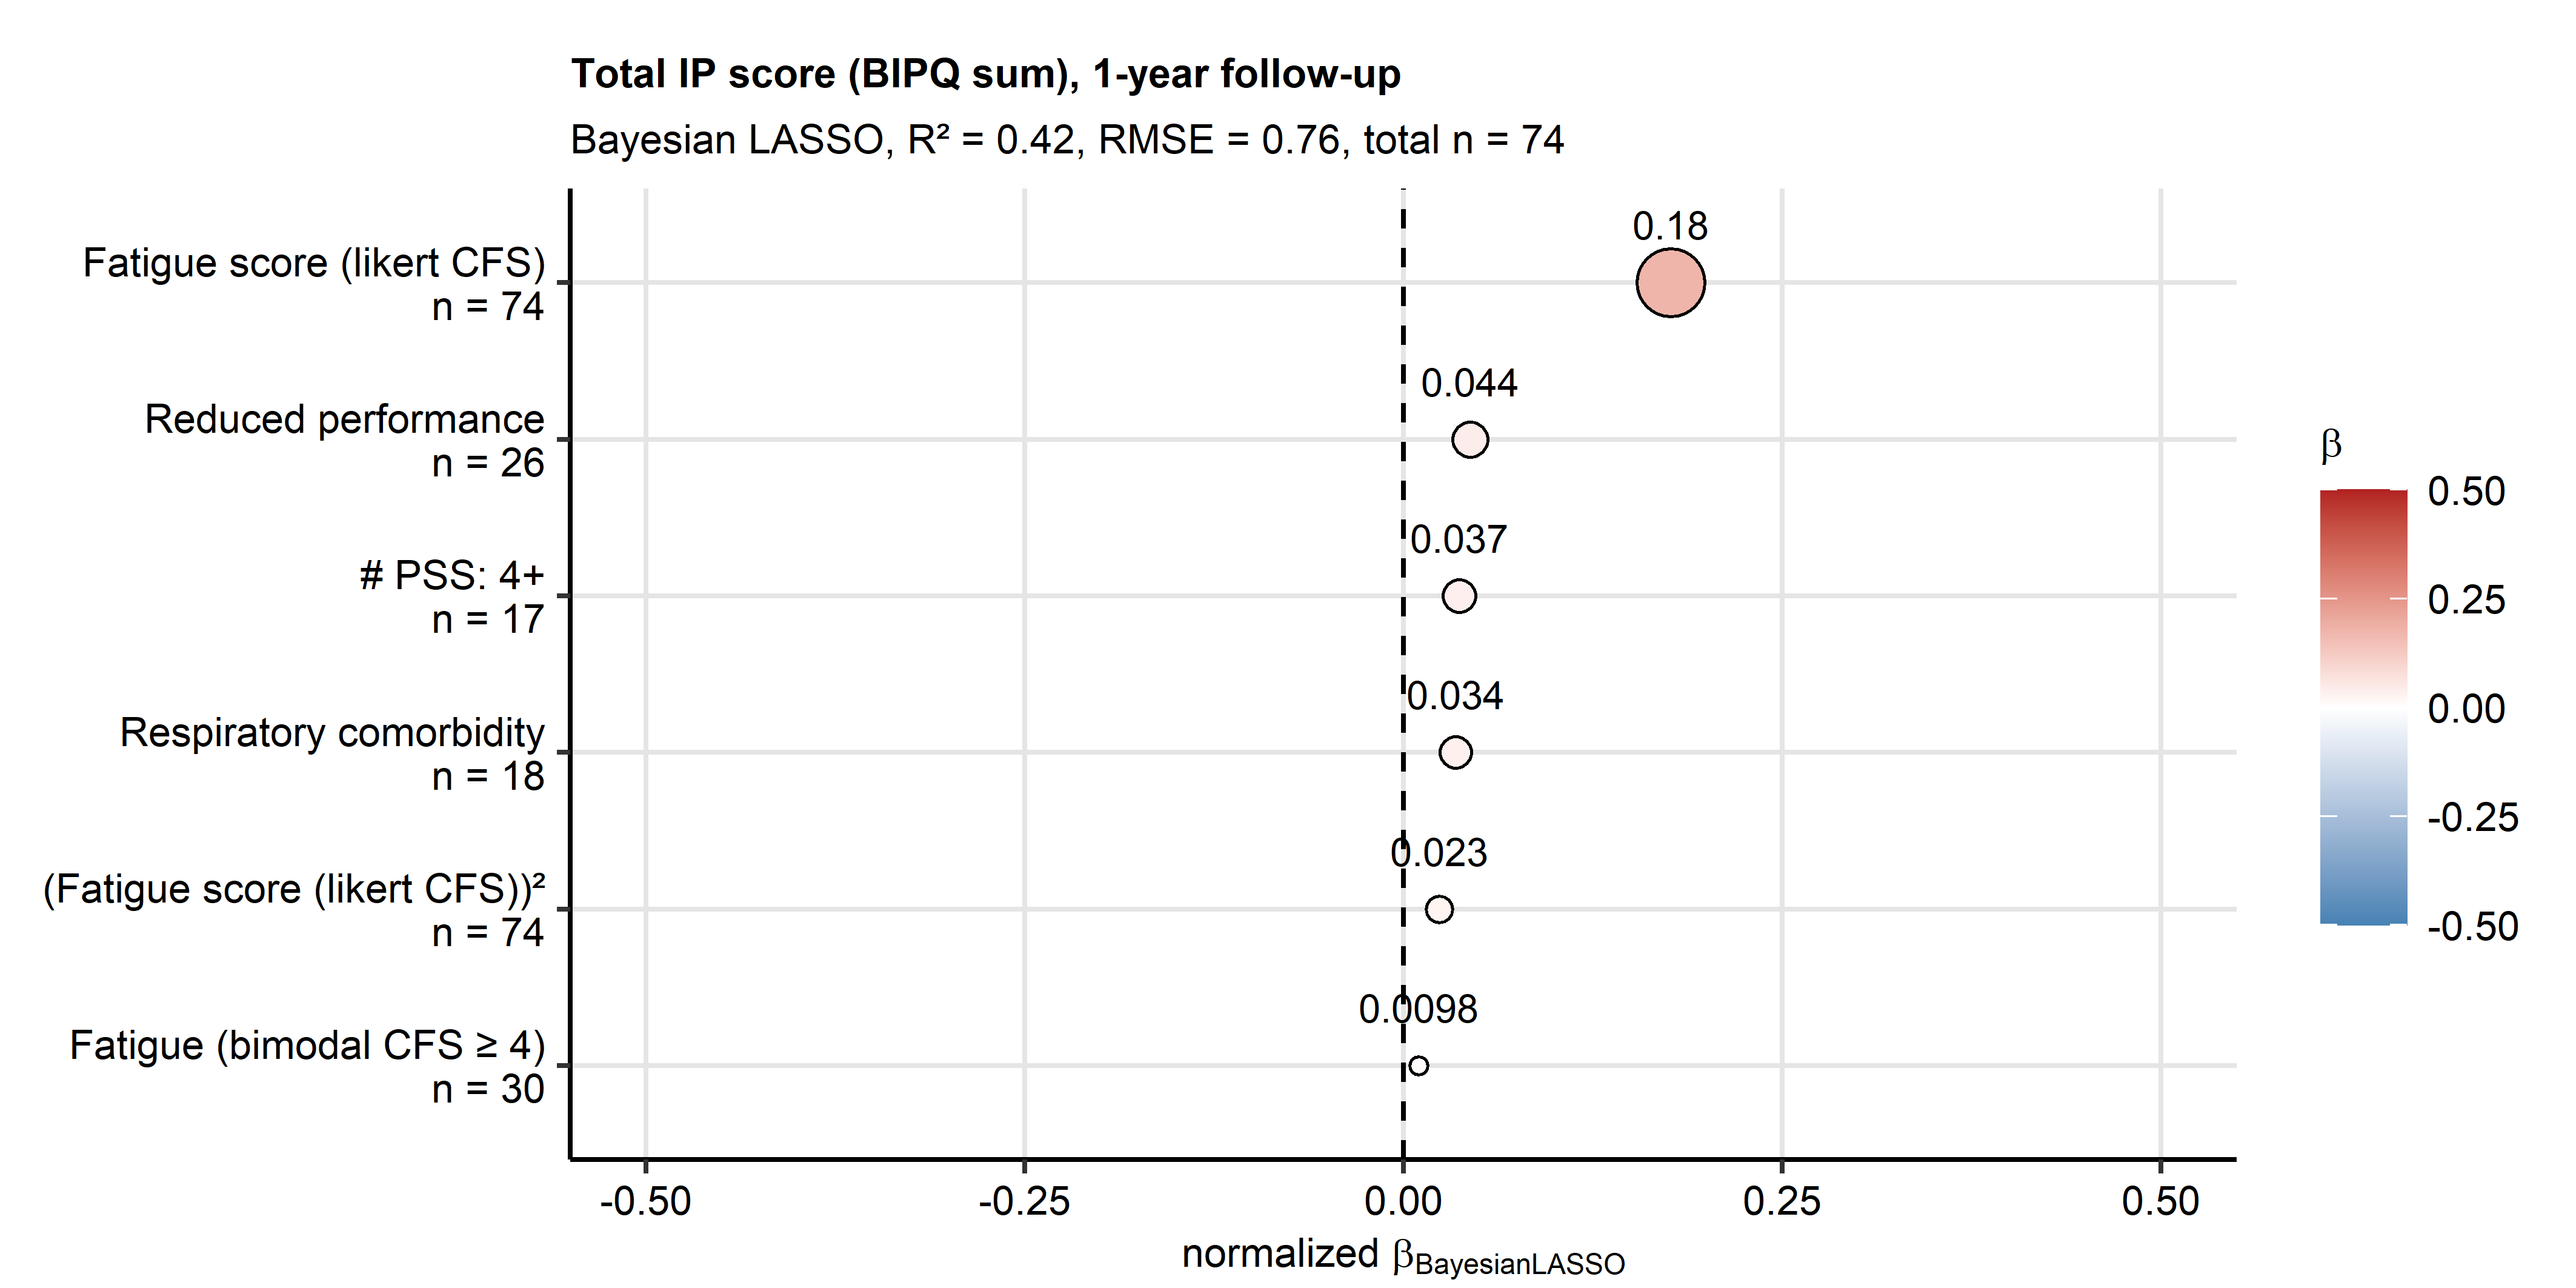 Total IP score (BIPQ sum), 1-year follow-up
Bayesian LASSO, R² = 0.42, RMSE = 0.76, total n = 74
Fatigue score (likert CFS)
n = 74
0.18
Reduced performance
n = 26
0.044
# PSS: 4+
n = 17
0.037
Respiratory comorbidity
n = 18
0.034
(Fatigue score (likert CFS))²
n = 74
0.023
Fatigue (bimodal CFS ≥ 4)
n = 30
0.0098
-0.50 -0.25 0.00 0.25 0.50
normalized βBayesianLASSO
β
0.50
0.25
0.00
-0.25
-0.50